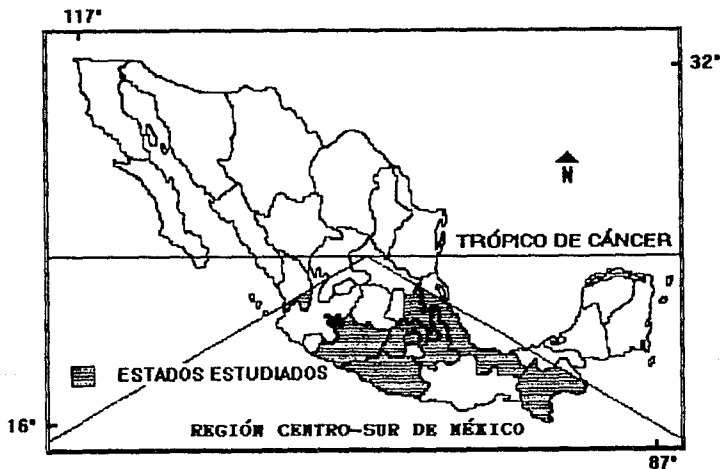 117°
32°
N
TRÓPICO DE CÁNCER
ESTADOS ESTUDIADOS
16°
REGIÓN CENTRO-SUR DE MÉXICO
87°